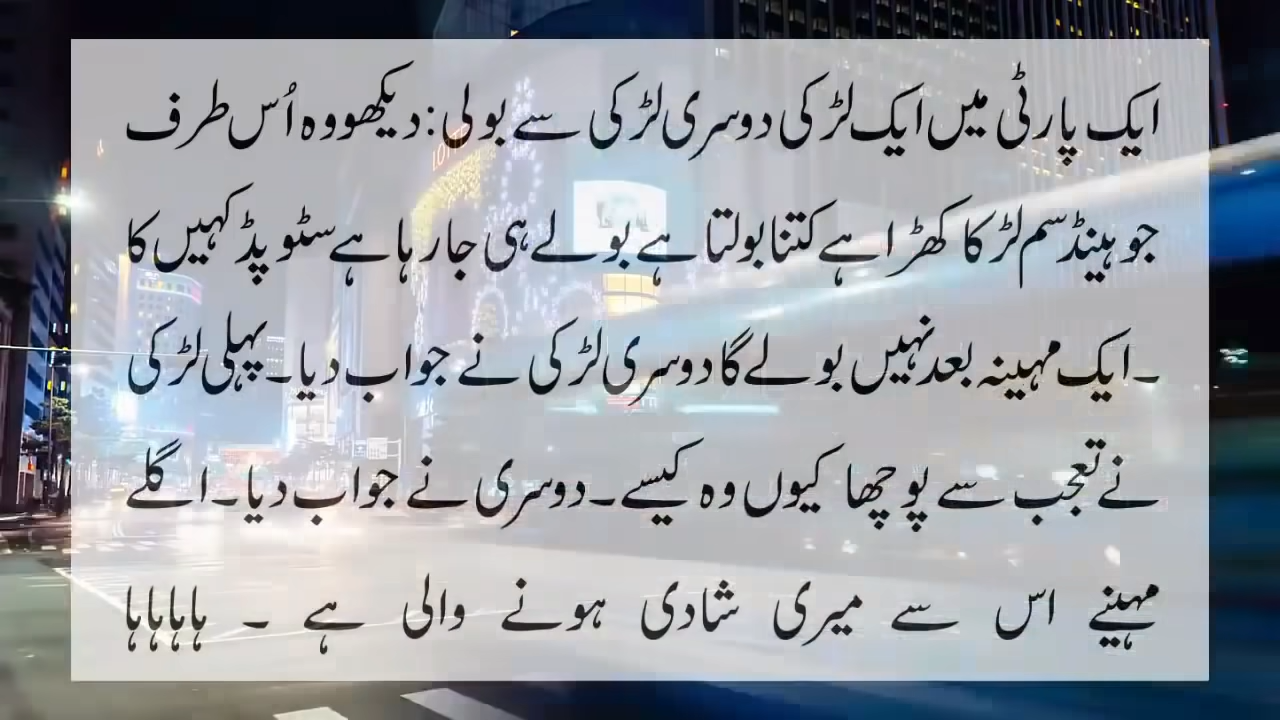 ایک پارٹی میں ایک لڑکی دوسری لڑکی سے بولی: دیکھو وہ اُس طرف
جو ہینڈسم لڑکا کھڑا ہے کتنا بولتا ہے بولے ہی جا رہا ہے سٹوپڈ کہیں کا
۔ ایک مہینہ بعد نہیں بولے گا دوسری لڑکی نے جواب دیا۔ پہلی لڑکی
نے تعجب سے پوچھا کیوں وہ کیسے۔ دوسری نے جواب دیا۔ اگلے
مہینے اس سے میری شادی ہونے والی ہے ۔ ہاہاہاہا